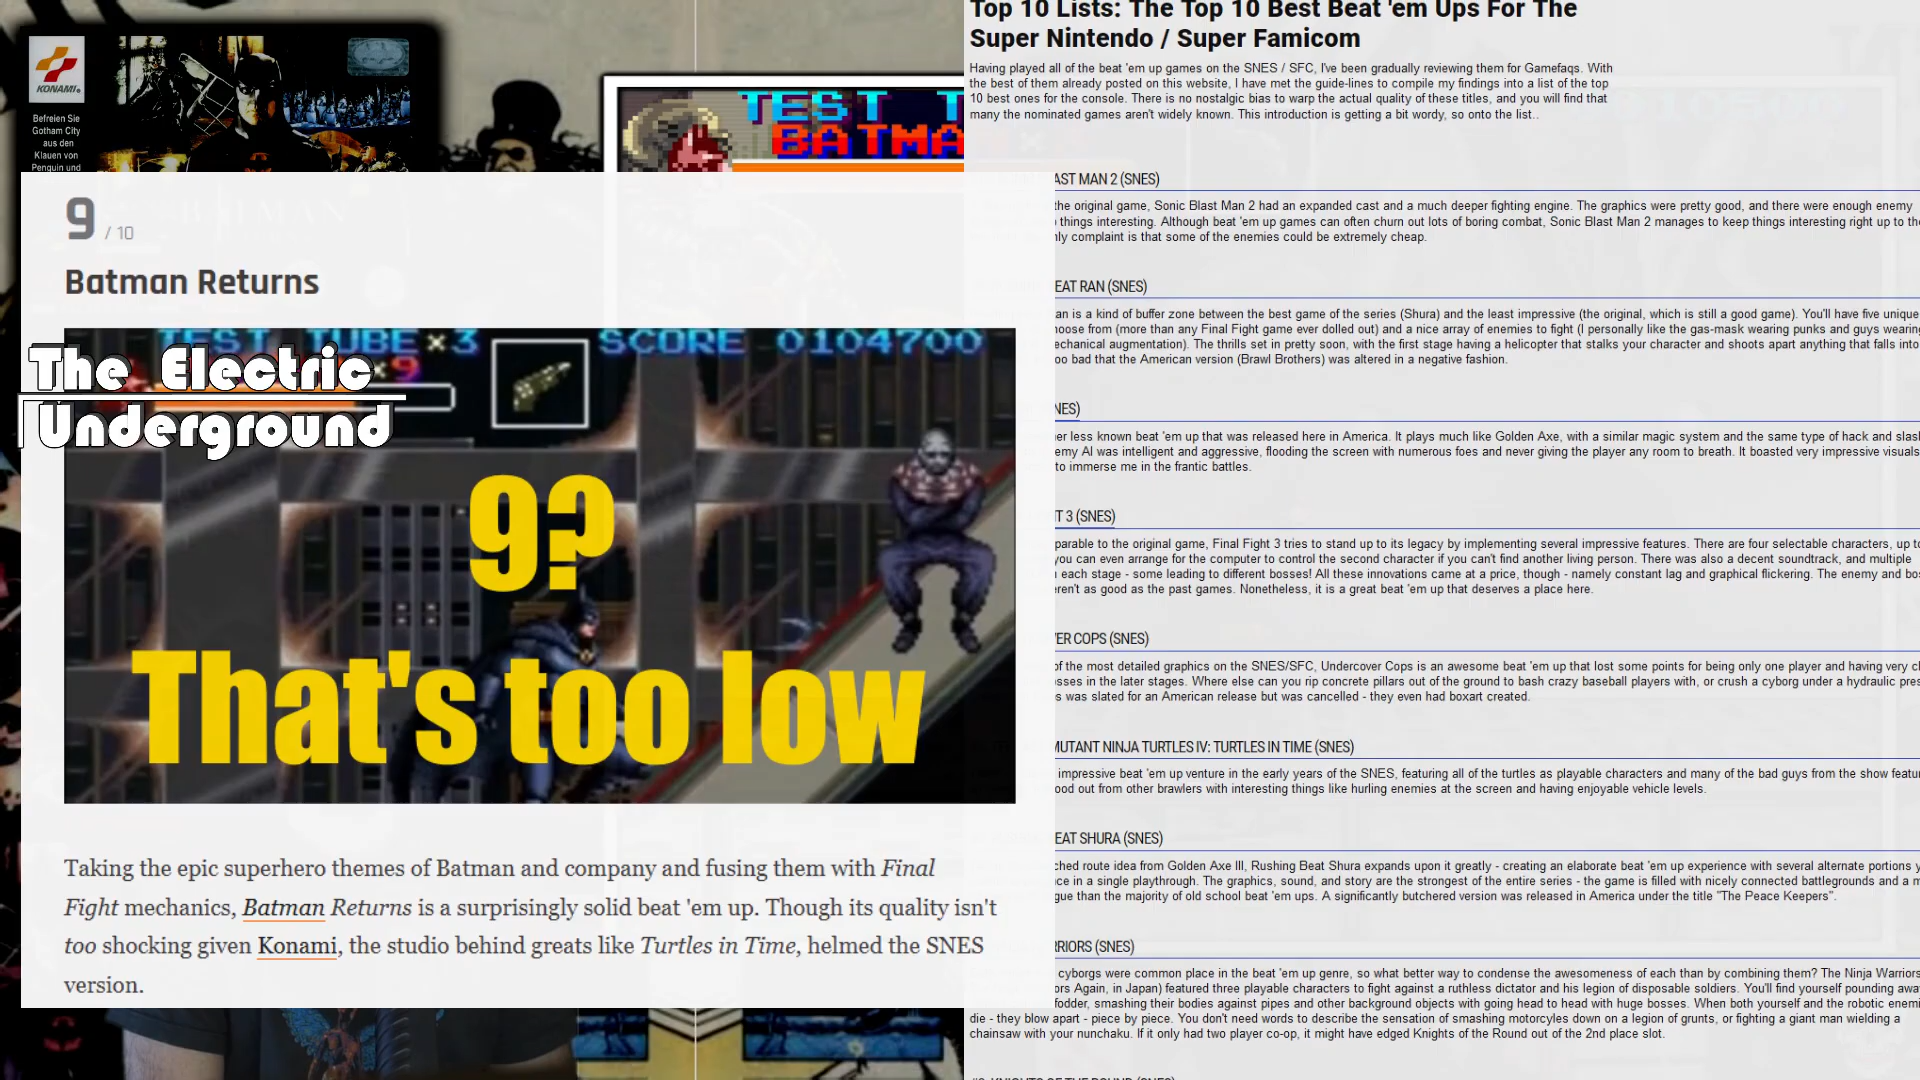 KONAMI
Befreien Sie
Gotham City
aus den
Klauen von
Penguin und
TEST T
BATMA
9 / 10
Batman Returns
TEST TUBE×3 SCORE 0104700
×9
The Electric
Underground
9?
That's too low
Taking the epic superhero themes of Batman and company and fusing them with Final
Fight mechanics, Batman Returns is a surprisingly solid beat 'em up. Though its quality isn't
too shocking given Konami, the studio behind greats like Turtles in Time, helmed the SNES
version.
Top 10 Lists: The Top 10 Best Beat 'em Ups For The
Super Nintendo / Super Famicom
Having played all of the beat 'em up games on the SNES / SFC, I've been gradually reviewing them for Gamefaqs. With
the best of them already posted on this website, I have met the guide-lines to compile my findings into a list of the top
10 best ones for the console. There is no nostalgic bias to warp the actual quality of these titles, and you will find that
many the nominated games aren't widely known. This introduction is getting a bit wordy, so onto the list..
AST MAN 2 (SNES)
the original game, Sonic Blast Man 2 had an expanded cast and a much deeper fighting engine. The graphics were pretty good, and there were enough enemy
things interesting. Although beat 'em up games can often churn out lots of boring combat, Sonic Blast Man 2 manages to keep things interesting right up to the
nly complaint is that some of the enemies could be extremely cheap.
EAT RAN (SNES)
an is a kind of buffer zone between the best game of the series (Shura) and the least impressive (the original, which is still a good game). You'll have five unique
hoose from (more than any Final Fight game ever dolled out) and a nice array of enemies to fight (I personally like the gas-mask wearing punks and guys wearing
echanical augmentation). The thrills set in pretty soon, with the first stage having a helicopter that stalks your character and shoots apart anything that falls into
oo bad that the American version (Brawl Brothers) was altered in a negative fashion.
NES)
er less known beat 'em up that was released here in America. It plays much like Golden Axe, with a similar magic system and the same type of hack and slash
emy AI was intelligent and aggressive, flooding the screen with numerous foes and never giving the player any room to breath. It boasted very impressive visuals
to immerse me in the frantic battles.
T 3 (SNES)
parable to the original game, Final Fight 3 tries to stand up to its legacy by implementing several impressive features. There are four selectable characters, up to
you can even arrange for the computer to control the second character if you can't find another living person. There was also a decent soundtrack, and multiple
each stage - some leading to different bosses! All these innovations came at a price, though - namely constant lag and graphical flickering. The enemy and bos
ren't as good as the past games. Nonetheless, it is a great beat 'em up that deserves a place here.
ER COPS (SNES)
of the most detailed graphics on the SNES/SFC, Undercover Cops is an awesome beat 'em up that lost some points for being only one player and having very ch
sses in the later stages. Where else can you rip concrete pillars out of the ground to bash crazy baseball players with, or crush a cyborg under a hydraulic pres
s was slated for an American release but was cancelled - they even had boxart created.
MUTANT NINJA TURTLES IV: TURTLES IN TIME (SNES)
impressive beat 'em up venture in the early years of the SNES, featuring all of the turtles as playable characters and many of the bad guys from the show featur
ood out from other brawlers with interesting things like hurling enemies at the screen and having enjoyable vehicle levels.
EAT SHURA (SNES)
ched route idea from Golden Axe III, Rushing Beat Shura expands upon it greatly - creating an elaborate beat 'em up experience with several alternate portions y
ce in a single playthrough. The graphics, sound, and story are the strongest of the entire series - the game is filled with nicely connected battlegrounds and a m
gue than the majority of old school beat 'em ups. A significantly butchered version was released in America under the title "The Peace Keepers".
RRIORS (SNES)
cyborgs were common place in the beat 'em up genre, so what better way to condense the awesomeness of each than by combining them? The Ninja Warriors
ors Again, in Japan) featured three playable characters to fight against a ruthless dictator and his legion of disposable soldiers. You'll find yourself pounding away
fodder, smashing their bodies against pipes and other background objects with going head to head with huge bosses. When both yourself and the robotic enemi
die - they blow apart - piece by piece. You don't need words to describe the sensation of smashing motorcyles down on a legion of grunts, or fighting a giant man wielding a
chainsaw with your nunchaku. If it only had two player co-op, it might have edged Knights of the Round out of the 2nd place slot.